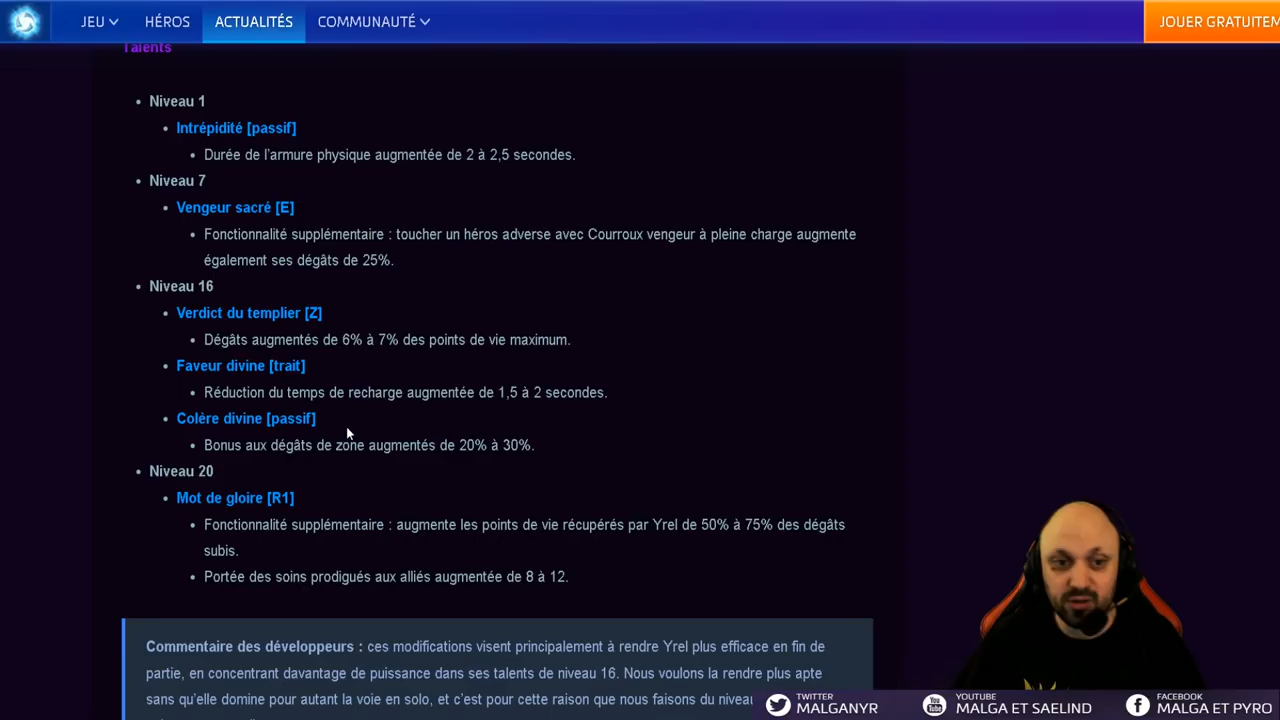 JEU HÉROS ACTUALITÉS COMMUNAUTÉ JOUER GRATUITEM
Talents
• Niveau 1
• Intrépidité [passif]
• Durée de l'armure physique augmentée de 2 à 2,5 secondes.
• Niveau 7
• Vengeur sacré [E]
• Fonctionnalité supplémentaire : toucher un héros adverse avec Courroux vengeur à pleine charge augmente
également ses dégâts de 25%.
• Niveau 16
• Verdict du templier [Z]
• Dégâts augmentés de 6% à 7% des points de vie maximum.
• Faveur divine [trait]
• Réduction du temps de recharge augmentée de 1,5 à 2 secondes.
• Colère divine [passif]
• Bonus aux dégâts de zone augmentés de 20% à 30%.
• Niveau 20
• Mot de gloire [R1]
• Fonctionnalité supplémentaire : augmente les points de vie récupérés par Yrel de 50% à 75% des dégâts
subis.
• Portée des soins prodigués aux alliés augmentée de 8 à 12.
Commentaire des développeurs : ces modifications visent principalement à rendre Yrel plus efficace en fin de
partie, en concentrant davantage de puissance dans ses talents de niveau 16. Nous voulons la rendre plus apte
sans qu'elle domine pour autant la voie en solo, et c'est pour cette raison que nous faisons du niveau
TWITTER
MALGANYR
YOUTUBE
MALGA ET SAELIND
FACEBOOK
MALGA ET PYRO